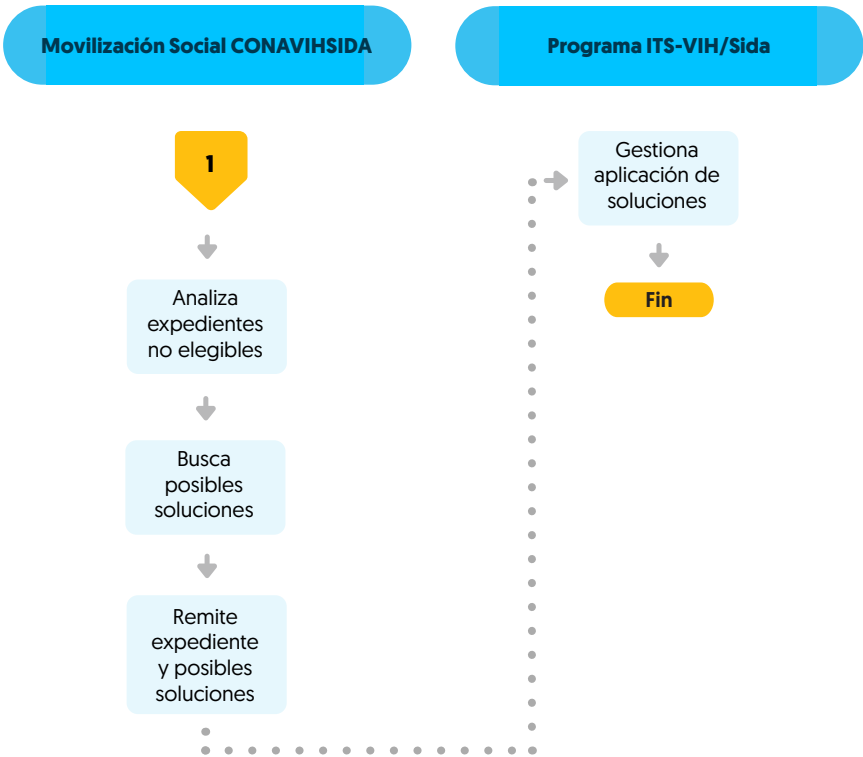 Movilización Social CONAVIHSIDA
Programa ITS-VIH/Sida
1
Analiza
expedientes
no elegibles
Busca
posibles
soluciones
Remite
expediente
y posibles
soluciones
Gestiona
aplicación de
soluciones
Fin